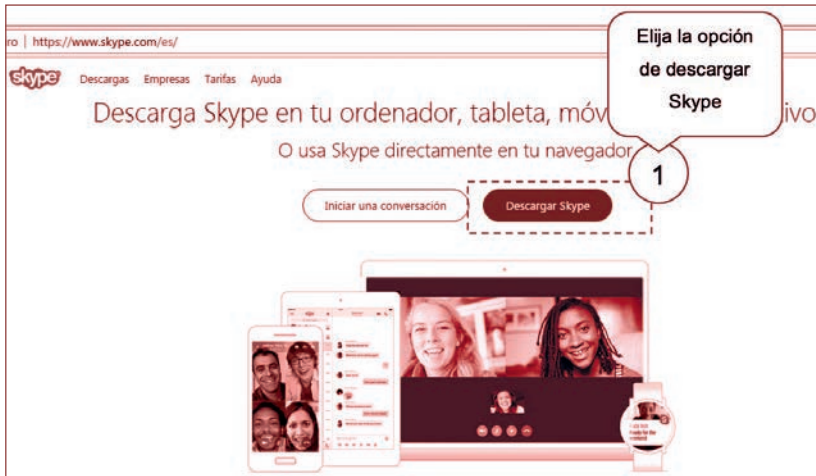 ro | https://www.skype.com/es/
Elija la opción
de descargar
Skype
skype Descargas Empresas Tarifas Ayuda
Descarga Skype en tu ordenador, tableta, móv ivo
O usa Skype directamente en tu navegador
1
Iniciar una conversación Descargar Skype